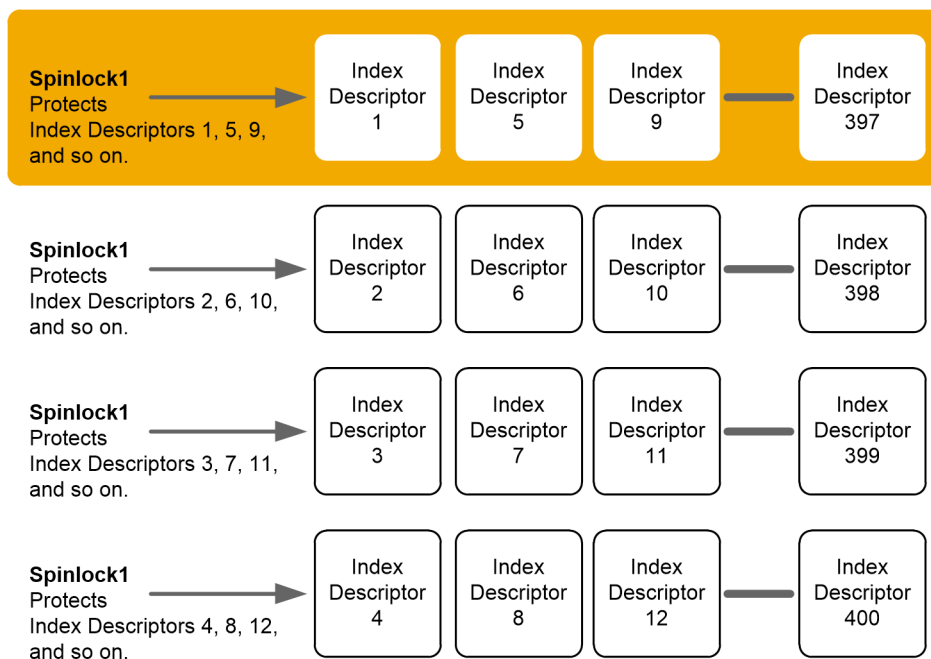 Spinlock1
Protects
Index Descriptors 1, 5, 9,
and so on.
Index
Descriptor
1
Index
Descriptor
5
Index
Descriptor
9
Index
Descriptor
397
Spinlock1
Protects
Index Descriptors 2, 6, 10,
and so on.
Index
Descriptor
2
Index
Descriptor
6
Index
Descriptor
10
Index
Descriptor
398
Spinlock1
Protects
Index Descriptors 3, 7, 11,
and so on.
Index
Descriptor
3
Index
Descriptor
7
Index
Descriptor
11
Index
Descriptor
399
Spinlock1
Protects
Index Descriptors 4, 8, 12,
and so on.
Index
Descriptor
4
Index
Descriptor
8
Index
Descriptor
12
Index
Descriptor
400